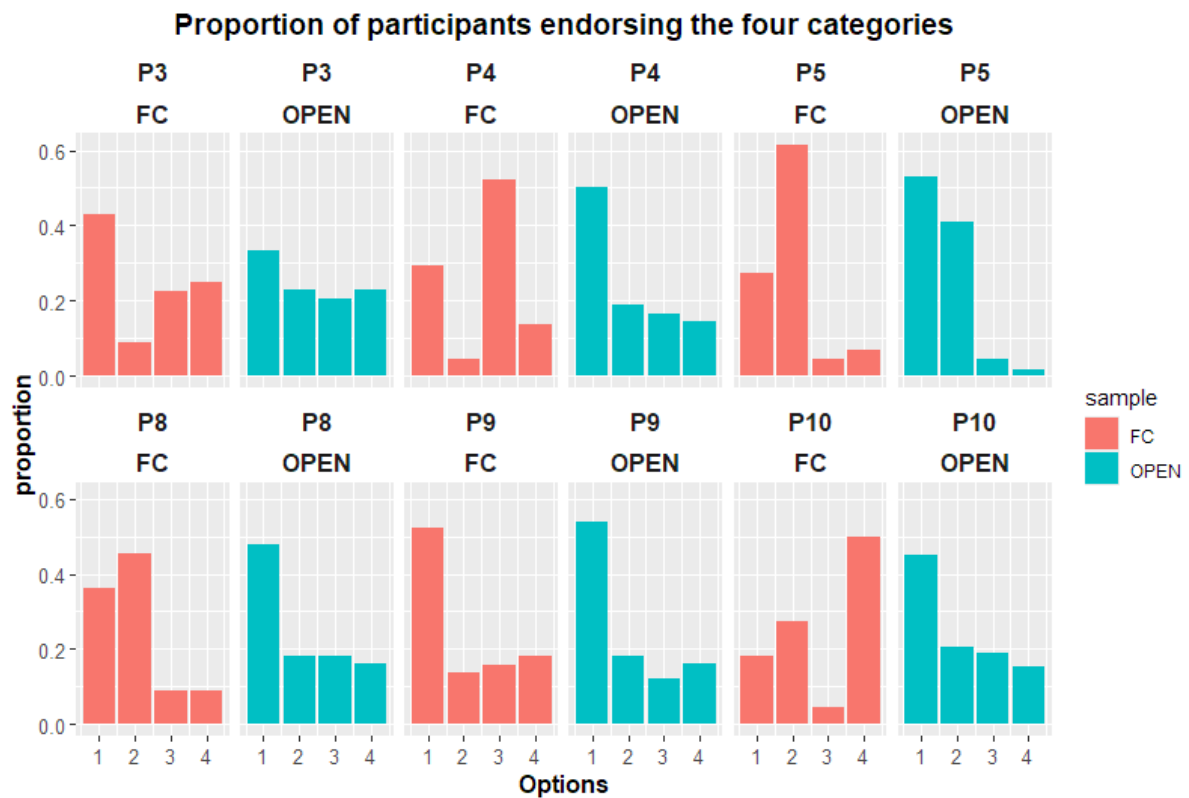 Proportion of participants endorsing the four categories
P3 P3 P4 P4 P5 P5
FC OPEN FC OPEN FC OPEN
0.6
0.4
0.2
0.0
P8 P8 P9 P9 P10 P10
FC OPEN FC OPEN FC OPEN
0.6
0.4
0.2
0.0
1 2 3 4 1 2 3 4 1 2 3 4 1 2 3 4 1 2 3 4 1 2 3 4
Options
proportion
sample
FC
OPEN